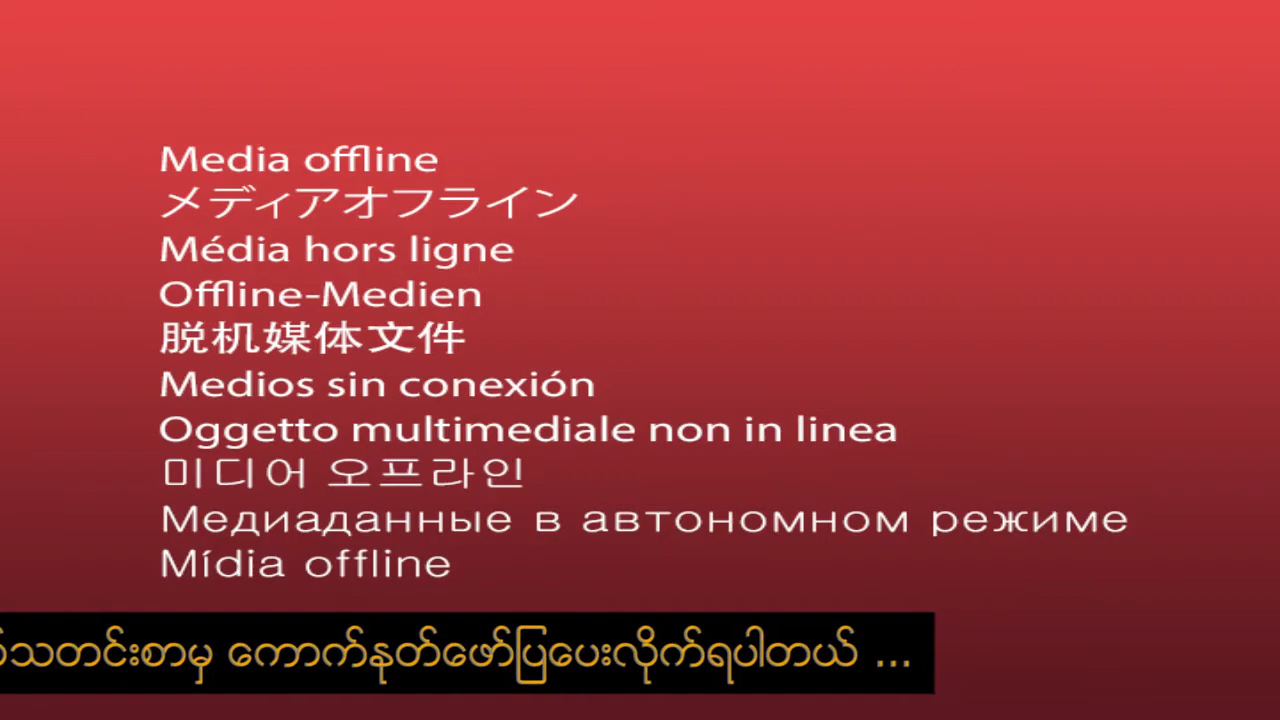 Media offline
メディアオフライン
Média hors ligne
Offline-Medien
脱机媒体文件
Medios sin conexión
Oggetto multimediale non in linea
미디어 오프라인
Медиаданные в автономном режиме
Mídia offline
သတင်းစာမှ ကောက်နုတ်ဖော်ပြပေးလိုက်ရပါတယ် ...